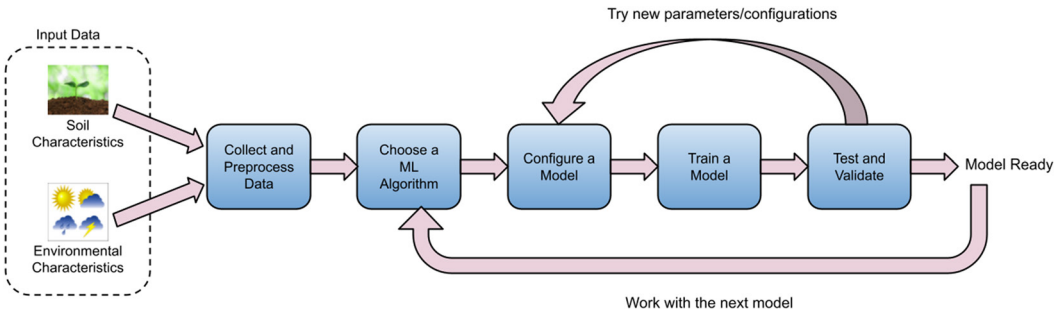 Try new parameters/configurations
Input Data
Soil
Characteristics
Environmental
Characteristics
Collect and
Preprocess
Data
Choose a
ML
Algorithm
Configure a
Model
Train a
Model
Test and
Validate
Model Ready
Work with the next model